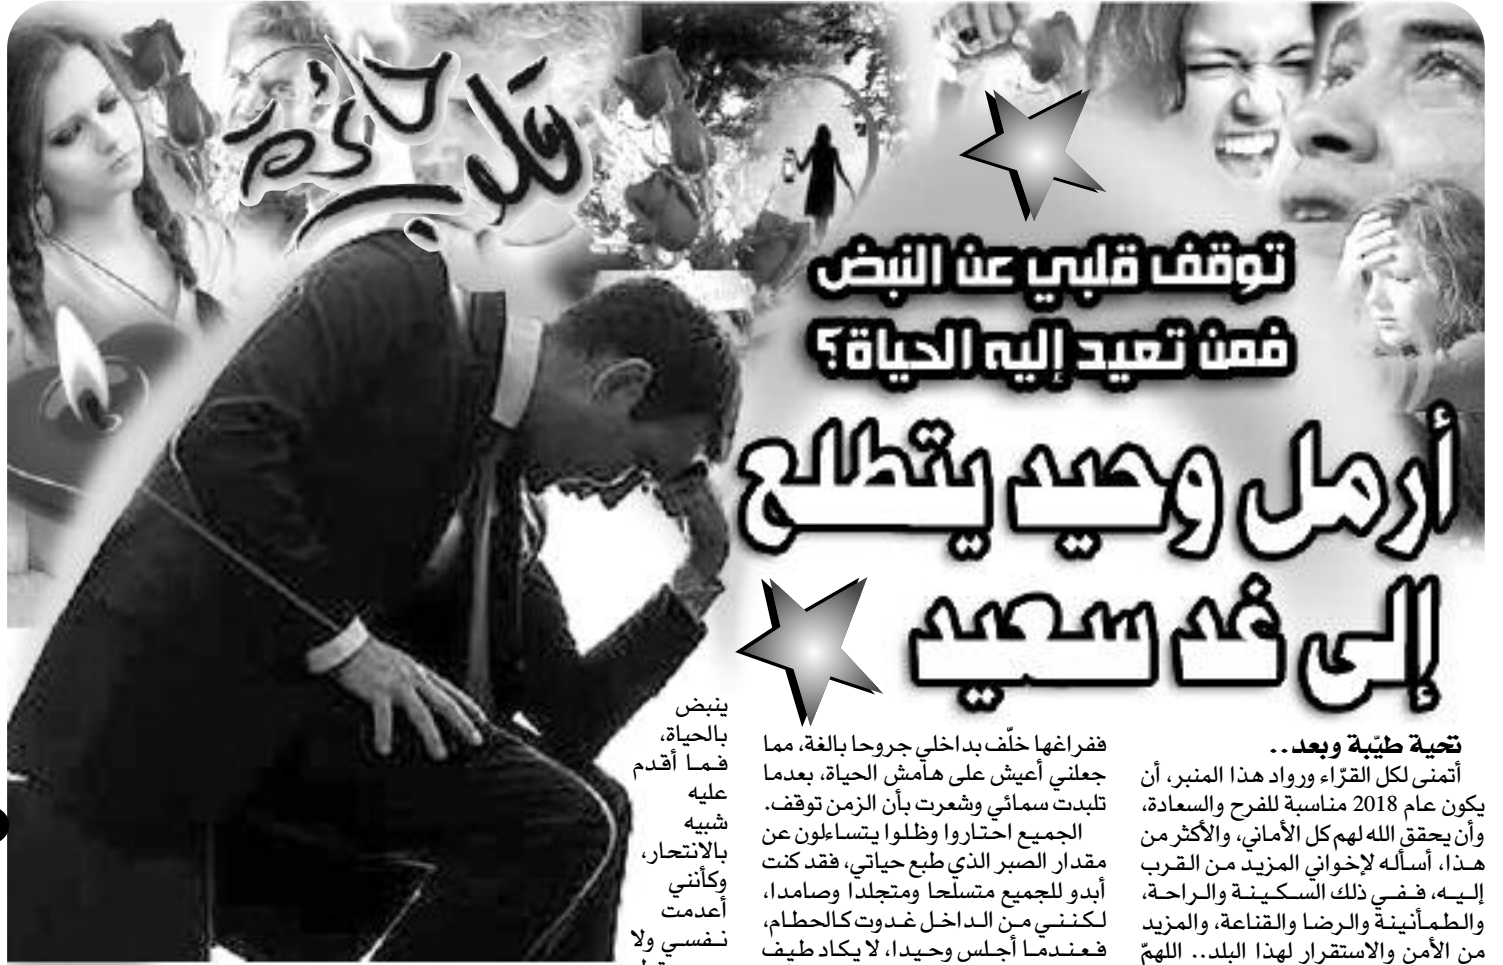 قلوب حائرة
توقف قلبي عن النبض
فمن تعيد إليه الحياة؟
أرمل وحيد يتطلع
إلى غد سعيد
تحية طيّبة وبعد..
أتمنى لكل القرّاء ورواد هذا المنبر، أن
يكون عام 2018 مناسبة للفرح والسعادة،
وأن يحقق الله لهم كل الأماني، والأكثر من
هذا، أسأله لإخواني المزيد من القرب
إليه، ففي ذلك السكينة والراحة،
والطمأنينة والرضا والقناعة، والمزيد
من الأمن والاستقرار لهذا البلد.. اللهمّ
ففراغها خلّف بداخلي جروحا بالغة، مما
جعلني أعيش على هامش الحياة، بعدما
تلبدت سمائي وشعرت بأن الزمن توقف.
الجميع احتاروا وظلوا يتساءلون عن
مقدار الصبر الذي طبع حياتي، فقد كنت
أبدو للجميع متسلحا ومتجلدا وصامدا،
لكنني من الداخل غدوت كالحطام،
فعندما أجلس وحيدا، لا يكاد طيف
ينبض
بالحياة،
فما أقدم
عليه
شبيه
بالانتحار،
وكأنني
أعدمت
نفسي ولا